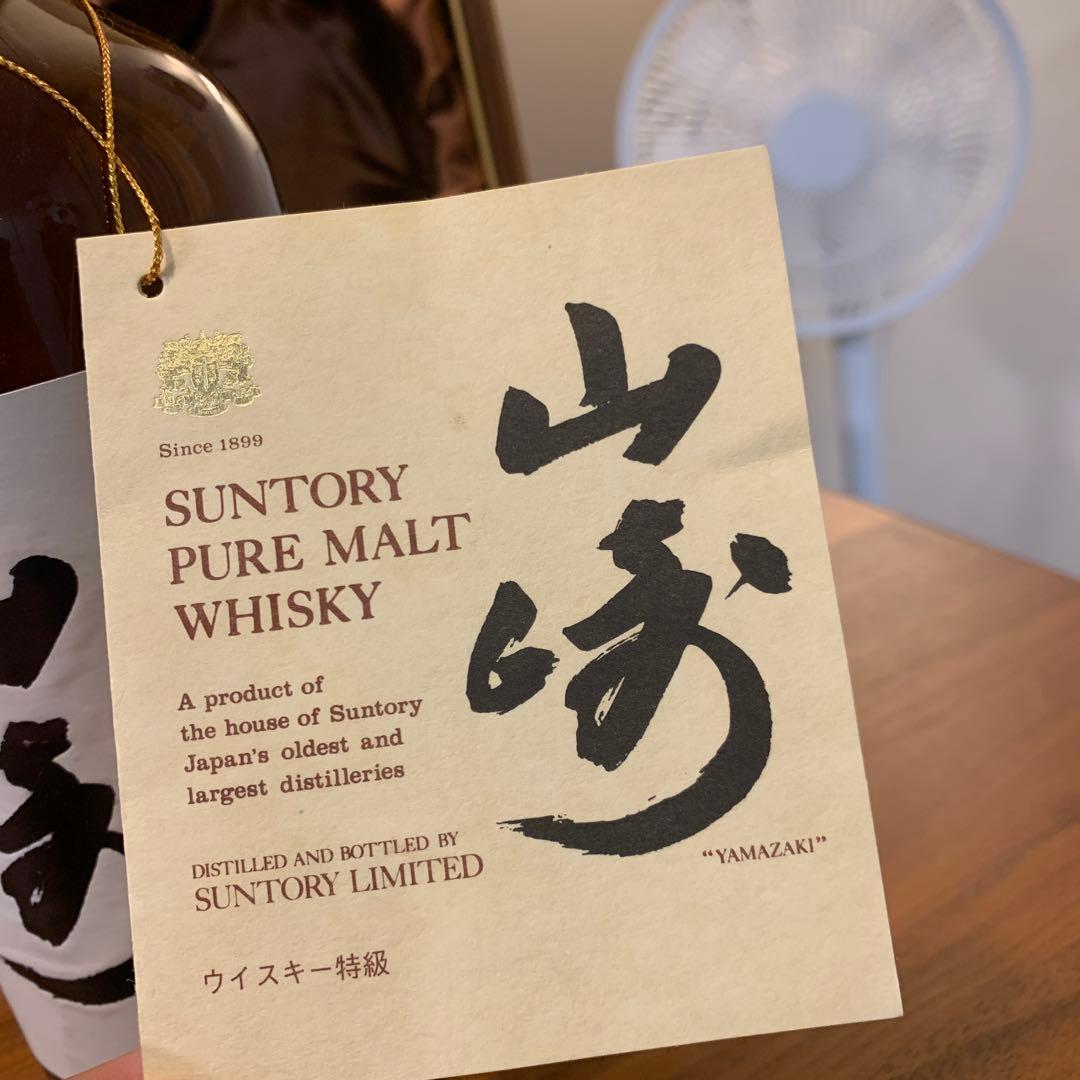 Since 1899
SUNTORY
PURE MALT
WHISKY
A product of
the house of Suntory
Japan's oldest and
largest distilleries
DISTILLED AND BOTTLED BY
SUNTORY LIMITED
ウイスキー特級
山崎
“YAMAZAKI”